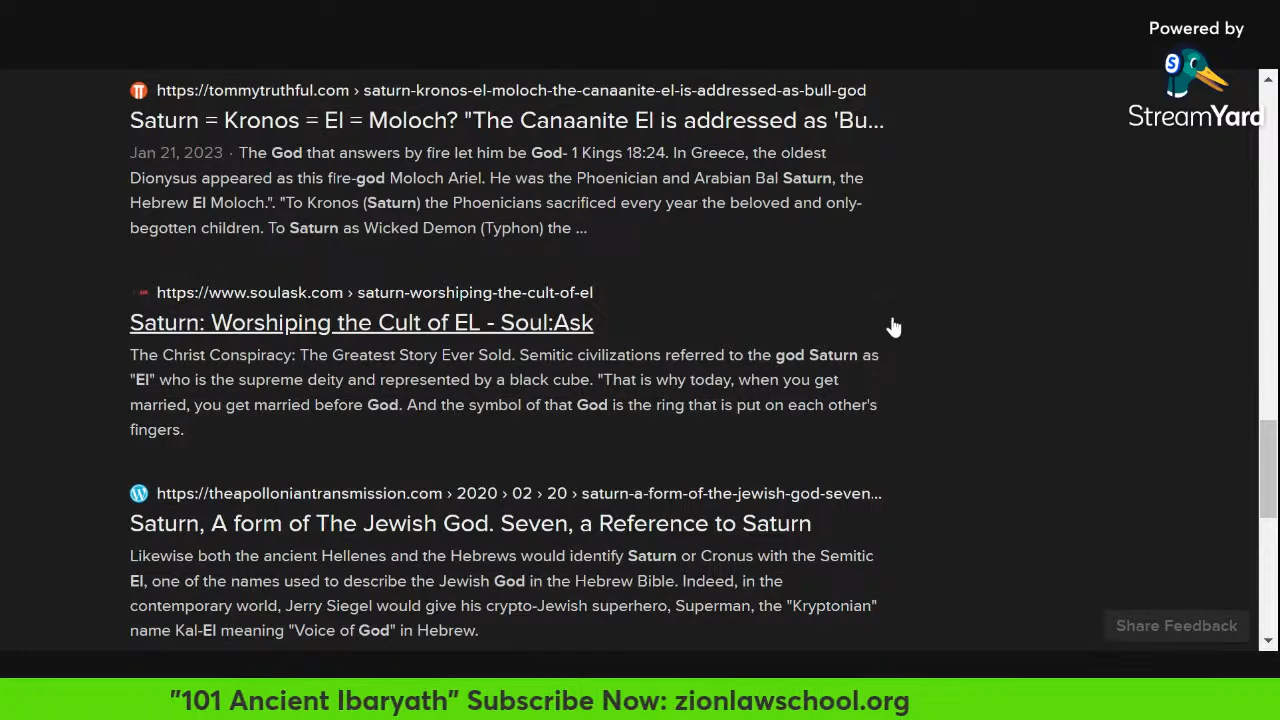 Powered by
StreamYard
https://tommytruthful.com › saturn-kronos-el-moloch-the-canaanite-el-is-addressed-as-bull-god
Saturn = Kronos = El = Moloch? "The Canaanite El is addressed as 'Bu...
Jan 21, 2023 · The God that answers by fire let him be God- 1 Kings 18:24. In Greece, the oldest
Dionysus appeared as this fire-god Moloch Ariel. He was the Phoenician and Arabian Bal Saturn, the
Hebrew El Moloch.". "To Kronos (Saturn) the Phoenicians sacrificed every year the beloved and only-
begotten children. To Saturn as Wicked Demon (Typhon) the ...
https://www.soulask.com › saturn-worshiping-the-cult-of-el
Saturn: Worshiping the Cult of EL - Soul:Ask
The Christ Conspiracy: The Greatest Story Ever Sold. Semitic civilizations referred to the god Saturn as
"El" who is the supreme deity and represented by a black cube. "That is why today, when you get
married, you get married before God. And the symbol of that God is the ring that is put on each other's
fingers.
https://theapolloniantransmission.com › 2020 › 02 › 20 › saturn-a-form-of-the-jewish-god-seven...
Saturn, A form of The Jewish God. Seven, a Reference to Saturn
Likewise both the ancient Hellenes and the Hebrews would identify Saturn or Cronus with the Semitic
El, one of the names used to describe the Jewish God in the Hebrew Bible. Indeed, in the
contemporary world, Jerry Siegel would give his crypto-Jewish superhero, Superman, the "Kryptonian"
name Kal-El meaning "Voice of God" in Hebrew.
Share Feedback
"101 Ancient Ibaryath" Subscribe Now: zionlawschool.org